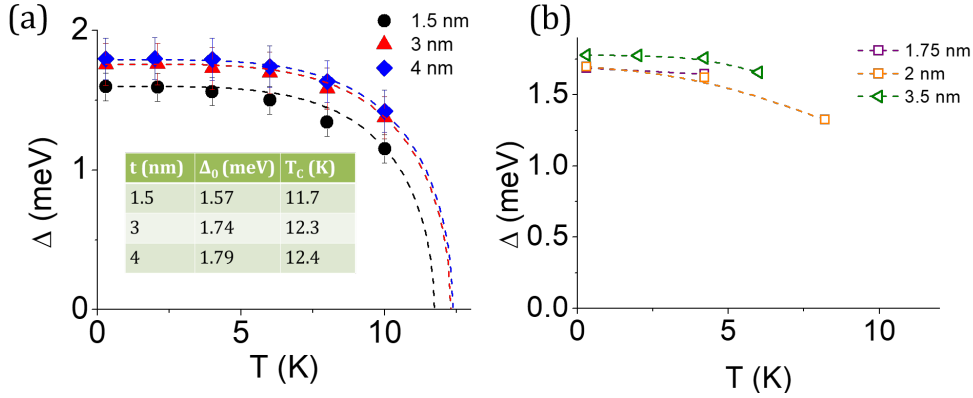 (a)
2
1
0
Δ (meV)
0
5
10
T (K)
1.5 nm
3 nm
4 nm
t (nm) Δ₀ (meV) T_C (K)
1.5 1.57 11.7
3 1.74 12.3
4 1.79 12.4
(b)
1.5
1.0
0.5
0.0
Δ (meV)
0
5
10
T (K)
1.75 nm
2 nm
3.5 nm